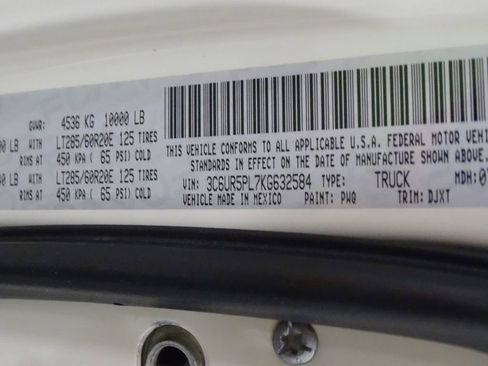 GVWR: 4536 KG 10000 LB
LB WITH LT285/60R20E 125 TIRES
RIMS AT 450 KPA ( 65 PSI) COLD
LB WITH LT285/60R20E 125 TIRES
RIMS AT 450 KPA ( 65 PSI) COLD
THIS VEHICLE CONFORMS TO ALL APPLICABLE U.S.A. FEDERAL MOTOR
STANDARDS IN EFFECT ON THE DATE OF MANUFACTURE SHOWN ABOVE.
VIN: 3C6UR5PL7KG632584 TYPE: TRUCK MDH:
VEHICLE MADE IN MEXICO PAINT: PWG TRIM: DJXT